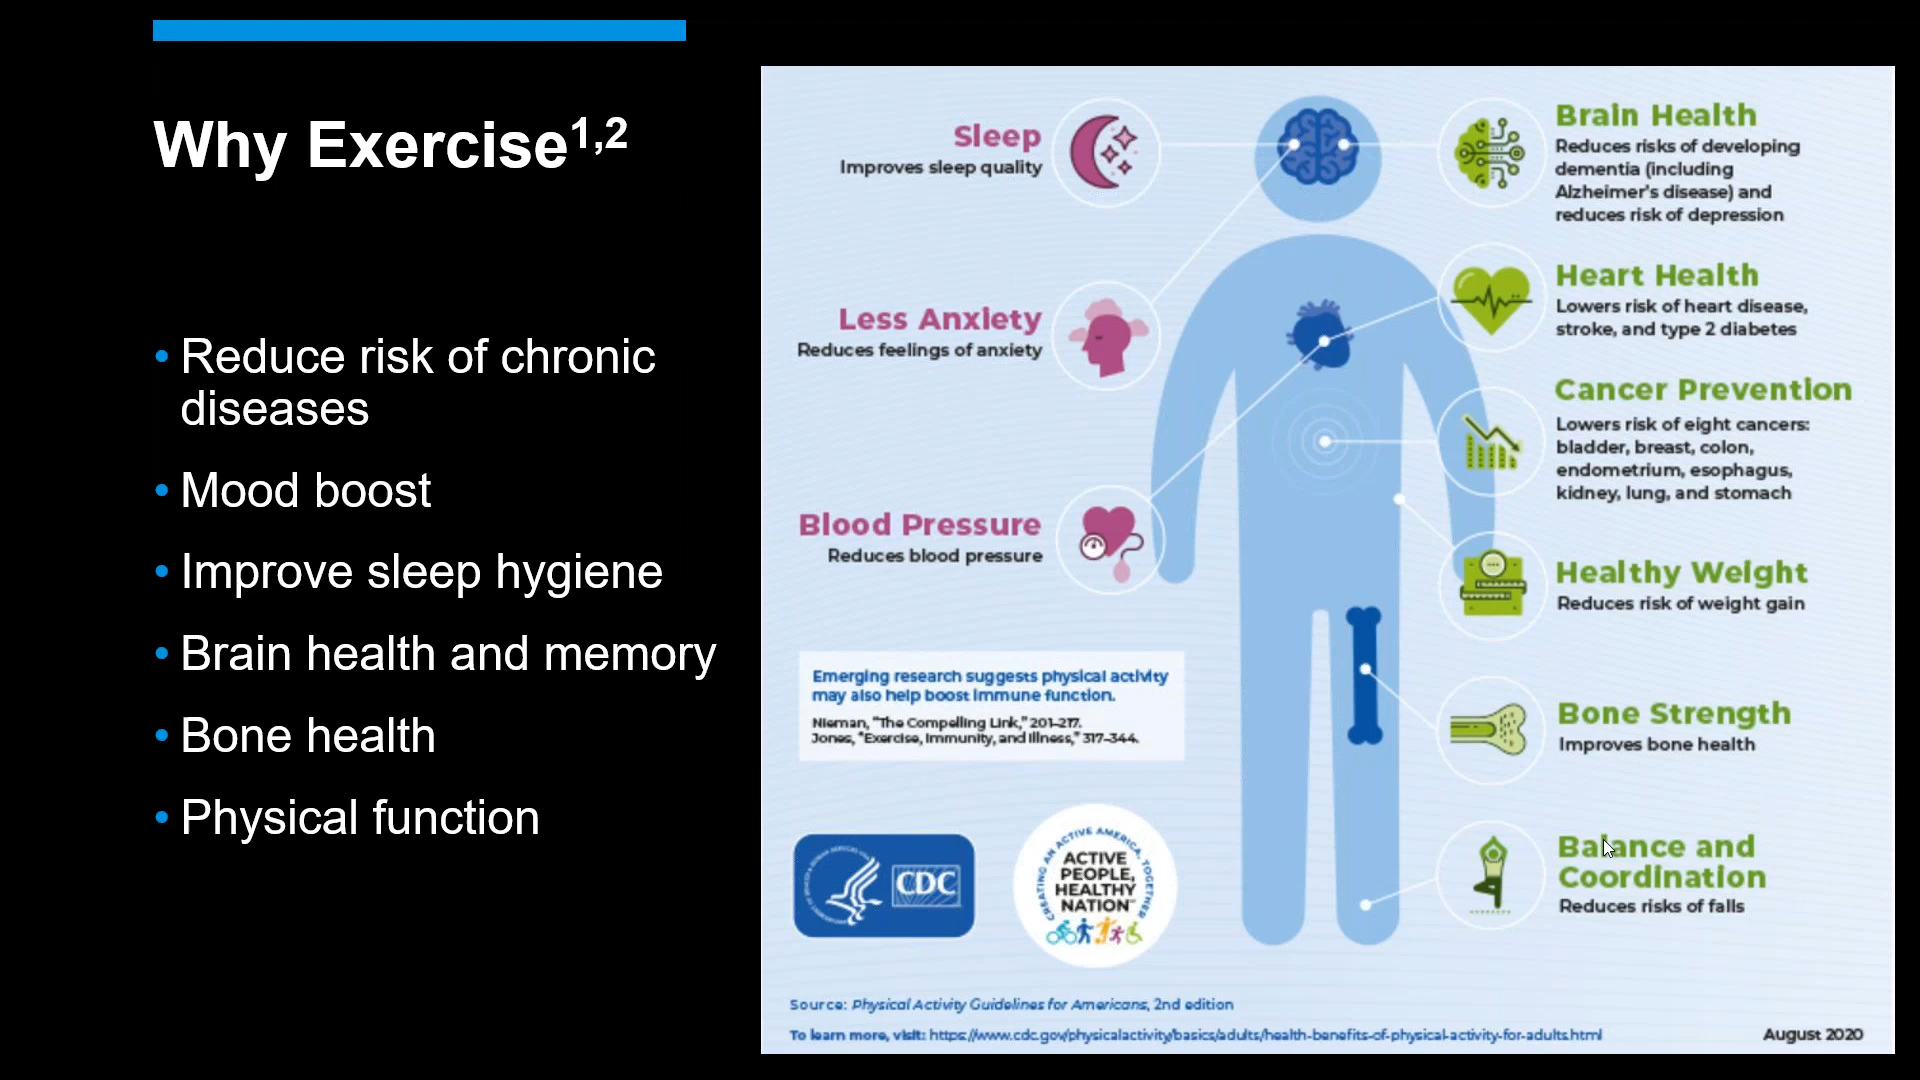 Why Exercise1,2
• Reduce risk of chronic
diseases
• Mood boost
• Improve sleep hygiene
• Brain health and memory
• Bone health
• Physical function
Sleep
Improves sleep quality
Less Anxiety
Reduces feelings of anxiety
Blood Pressure
Reduces blood pressure
Brain Health
Reduces risks of developing
dementia (including
Alzheimer's disease) and
reduces risk of depression
Heart Health
Lowers risk of heart disease,
stroke, and type 2 diabetes
Cancer Prevention
Lowers risk of eight cancers:
bladder, breast, colon,
endometrium, esophagus,
kidney, lung, and stomach
Healthy Weight
Reduces risk of weight gain
Bone Strength
Improves bone health
Balance and
Coordination
Reduces risks of falls
Emerging research suggests physical activity
may also help boost immune function.
Nieman, “The Compelling Link,” 201–217.
Jones, “Exercise, Immunity, and Illness,” 317–344.
CDC
CREATING AN ACTIVE AMERICA, TOGETHER
ACTIVE
PEOPLE,
HEALTHY
NATION™
Source: Physical Activity Guidelines for Americans, 2nd edition
To learn more, visit: https://www.cdc.gov/physicalactivity/basics/adults/health-benefits-of-physical-activity-for-adults.html
August 2020